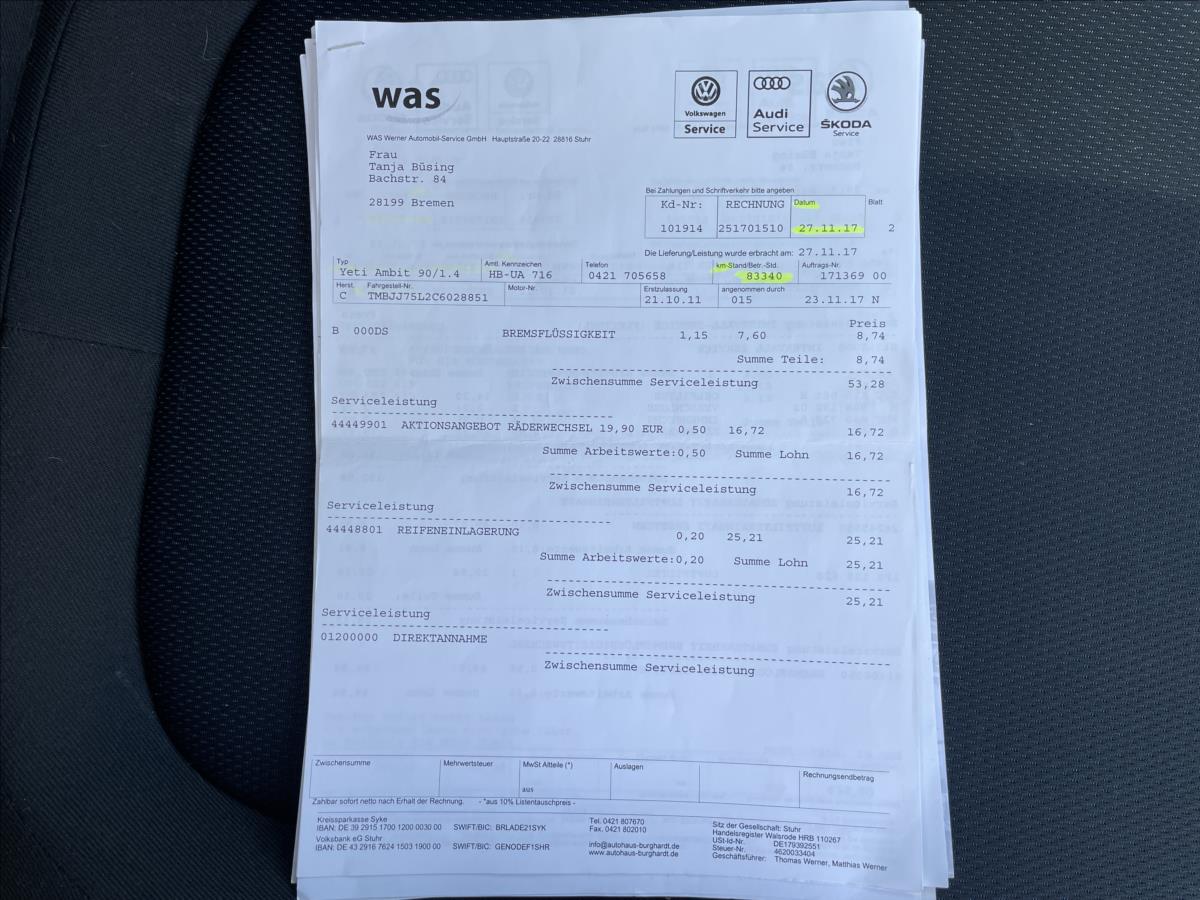 was
Volkswagen
Service
Audi
Service
ŠKODA
Service
WAS Werner Automobil-Service GmbH Hauptstraße 20-22 28816 Stuhr
Frau
Tanja Büsing
Bachstr. 84
28199 Bremen
Bei Zahlungen und Schriftverkehr bitte angeben
Kd-Nr: RECHNUNG Datum Blatt
101914 251701510 27.11.17 2
Die Lieferung/Leistung wurde erbracht am: 27.11.17
Typ Amtl. Kennzeichen Telefon km-Stand/Betr.-Std. Auftrags-Nr.
Yeti Ambit 90/1.4 HB-UA 716 0421 705658 83340 171369 00
Herst. Fahrgestell-Nr. Motor-Nr. Erstzulassung angenommen durch
C TMBJJ75L2C6028851 21.10.11 015 23.11.17 N
Preis
B 000DS BREMSFLÜSSIGKEIT 1,15 7,60 8,74
Summe Teile: 8,74
Zwischensumme Serviceleistung 53,28
Serviceleistung
44449901 AKTIONSANGEBOT RÄDERWECHSEL 19,90 EUR 0,50 16,72 16,72
Summe Arbeitswerte:0,50 Summe Lohn 16,72
Zwischensumme Serviceleistung 16,72
Serviceleistung
44448801 REIFENEINLAGERUNG 0,20 25,21 25,21
Summe Arbeitswerte:0,20 Summe Lohn 25,21
Zwischensumme Serviceleistung 25,21
Serviceleistung
01200000 DIREKTANNAHME
Zwischensumme Serviceleistung
Zwischensumme Mehrwertsteuer MwSt Altteile (*) Auslagen Rechnungsendbetrag
aus
Zahlbar sofort netto nach Erhalt der Rechnung. - *aus 10% Listentauschpreis -
Kreissparkasse Syke
IBAN: DE 39 2915 1700 1200 0030 00 SWIFT/BIC: BRLADE21SYK
Volksbank eG Stuhr
IBAN: DE 43 2916 7624 1503 1900 00 SWIFT/BIC: GENODEF1SHR
Tel. 0421 807670
Fax. 0421 802010
info@autohaus-burghardt.de
www.autohaus-burghardt.de
Sitz der Gesellschaft: Stuhr
Handelsregister Walsrode HRB 110267
USt-Id-Nr. DE179392551
Steuer-Nr. 4620033404
Geschäftsführer: Thomas Werner, Matthias Werner